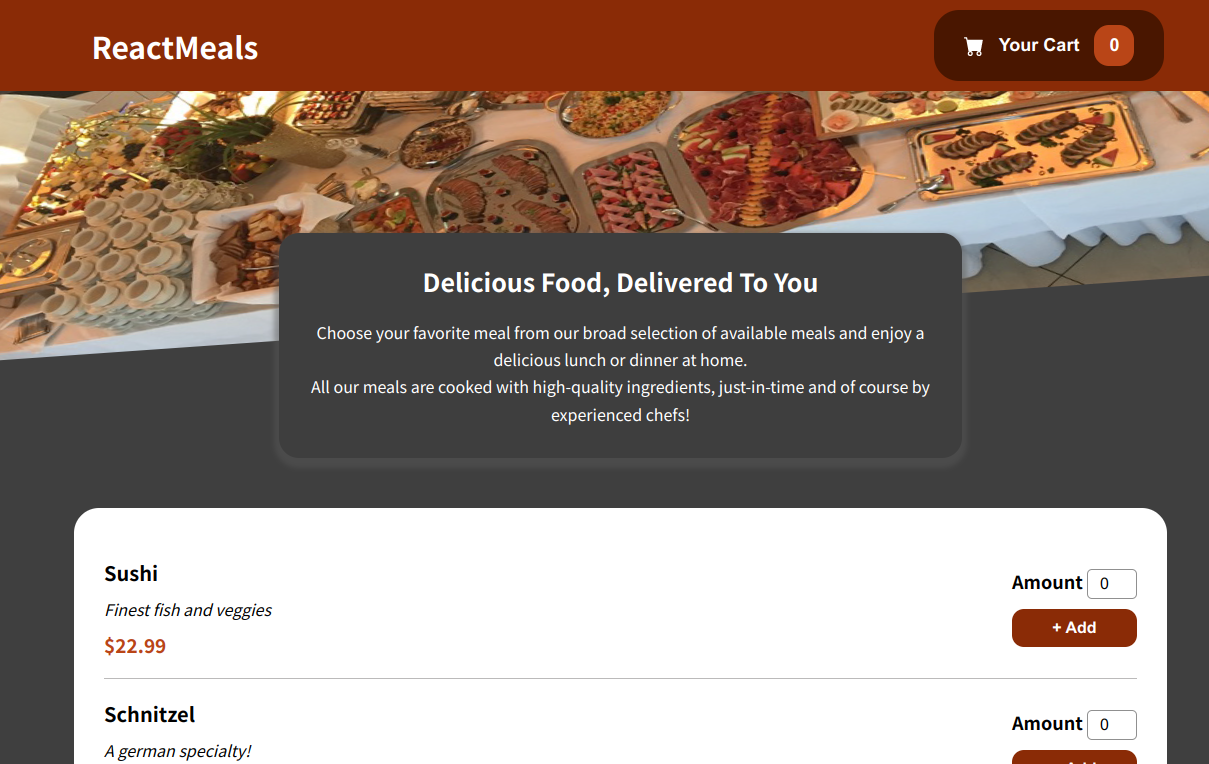 ReactMeals
Your Cart 0
Delicious Food, Delivered To You
Choose your favorite meal from our broad selection of available meals and enjoy a
delicious lunch or dinner at home.
All our meals are cooked with high-quality ingredients, just-in-time and of course by
experienced chefs!
Sushi
Finest fish and veggies
$22.99
Amount 0
+ Add
Schnitzel
A german specialty!
Amount 0